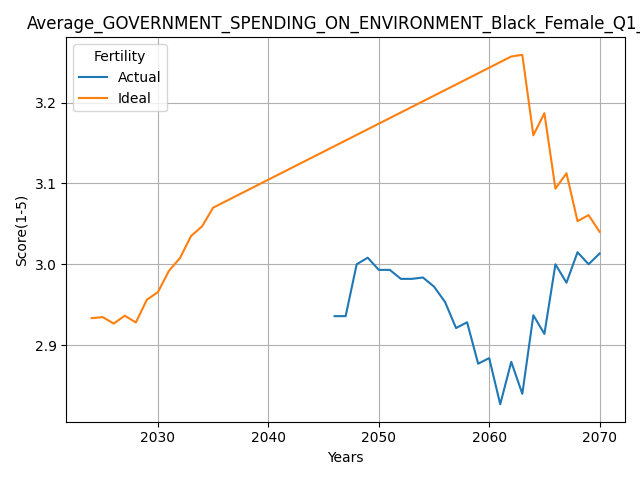 Average_GOVERNMENT_SPENDING_ON_ENVIRONMENT_Black_Female_Q1_
Fertility
Actual
Ideal
Score(1-5)
3.2
3.1
3.0
2.9
2030 2040 2050 2060 2070
Years